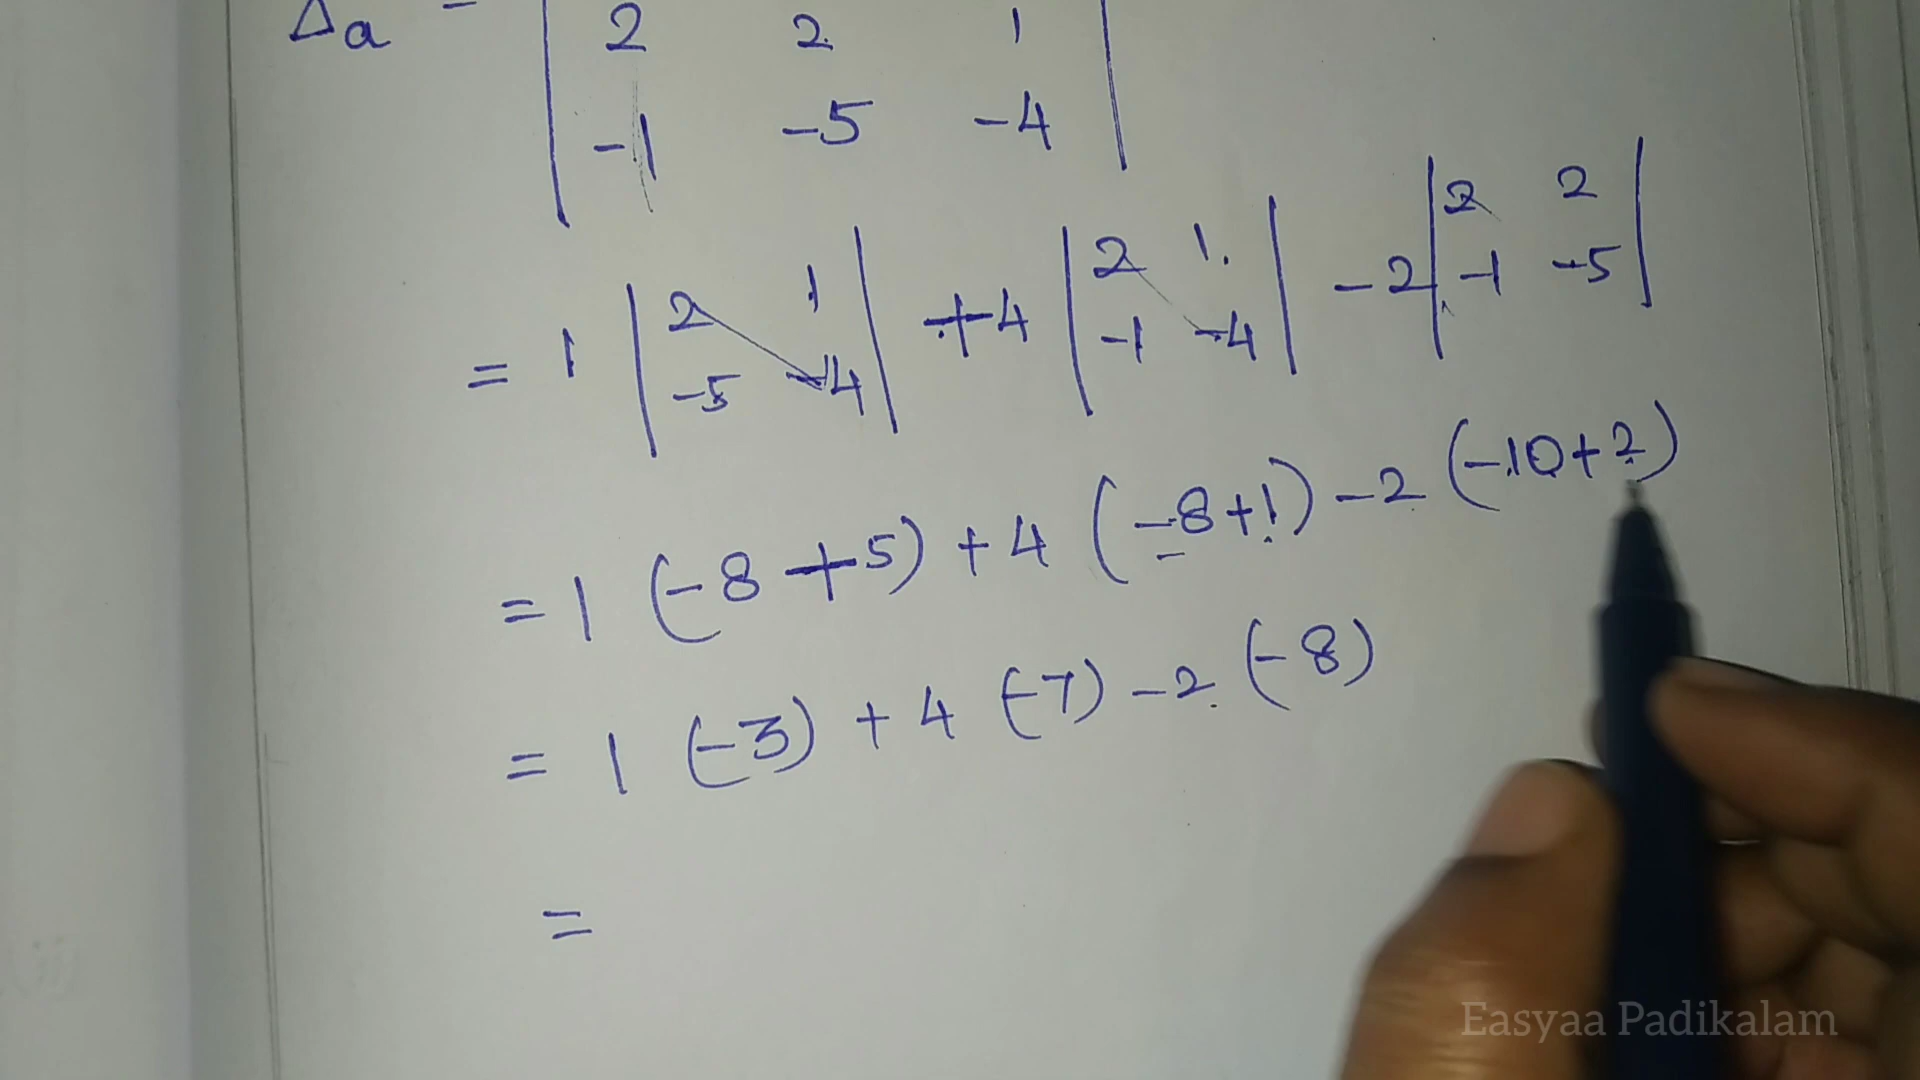 Δa = | 2 2 1 |
| -1 -5 -4 |
= 1 | 2 1 | + 4 | 2 1 | - 2 | 2 2 |
| -5 -4 | | -1 -4 | | -1 -5 |
= 1 (-8 + 5) + 4 (-8+1) - 2 (-10+2)
= 1 (-3) + 4 (-7) - 2 (-8)
=
Easyaa Padikalam